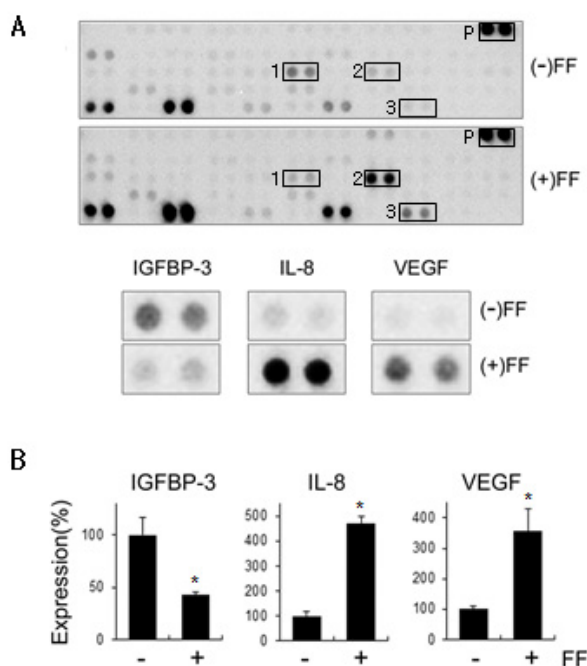 A
P
1 2 (-)FF
3
P
1 2 (+)FF
3
IGFBP-3 IL-8 VEGF
(-)FF
(+)FF
B
IGFBP-3 IL-8 VEGF
Expression(%)
100
50
0
*
- +
500
400
300
200
100
0
*
- +
500
400
300
200
100
0
*
- + FF